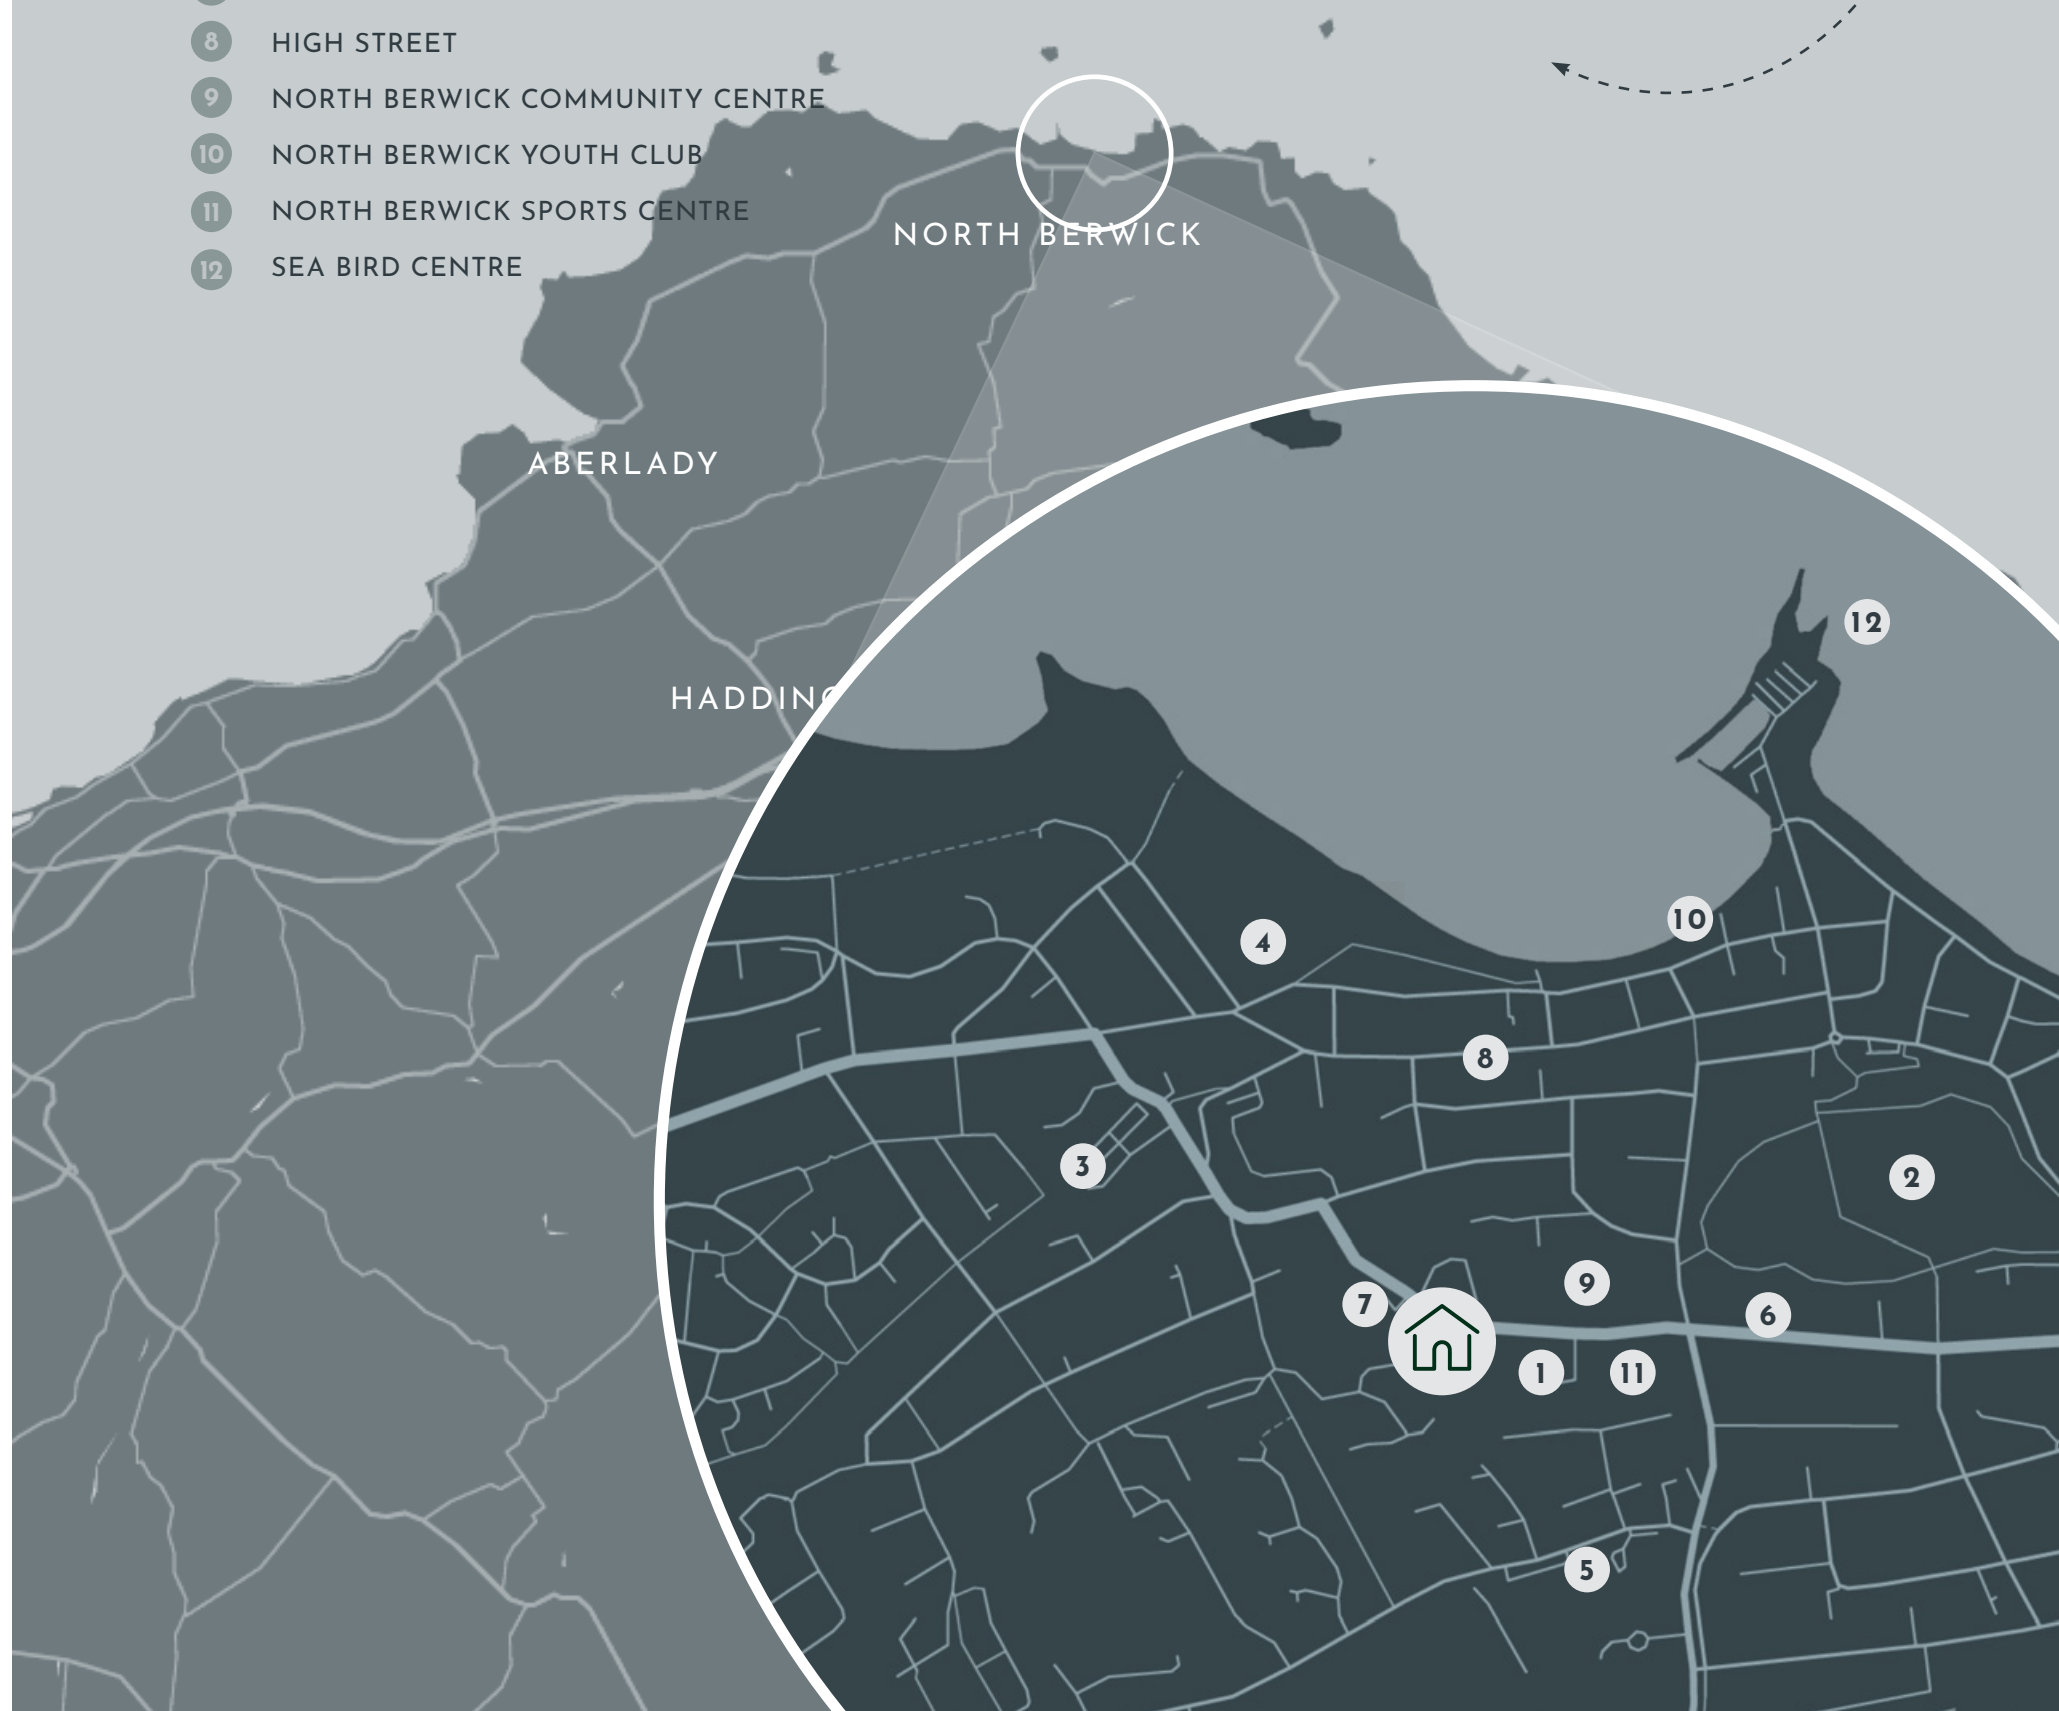 8 HIGH STREET
9 NORTH BERWICK COMMUNITY CENTRE
10 NORTH BERWICK YOUTH CLUB
11 NORTH BERWICK SPORTS CENTRE
12 SEA BIRD CENTRE
NORTH BERWICK
ABERLADY
HADDING
12
10
4
8
3
2
9
7
6
1
11
5